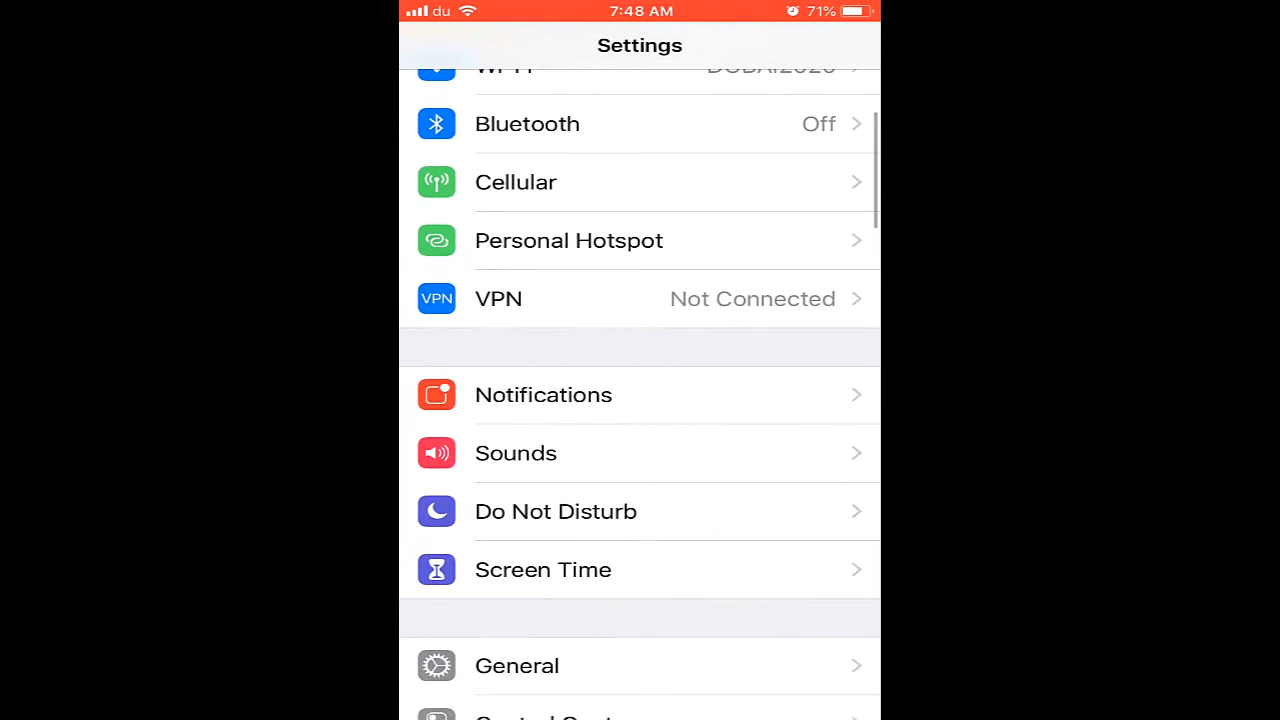 du 7:48 AM 71%
Settings
Bluetooth Off
Cellular
Personal Hotspot
VPN VPN Not Connected
Notifications
Sounds
Do Not Disturb
Screen Time
General